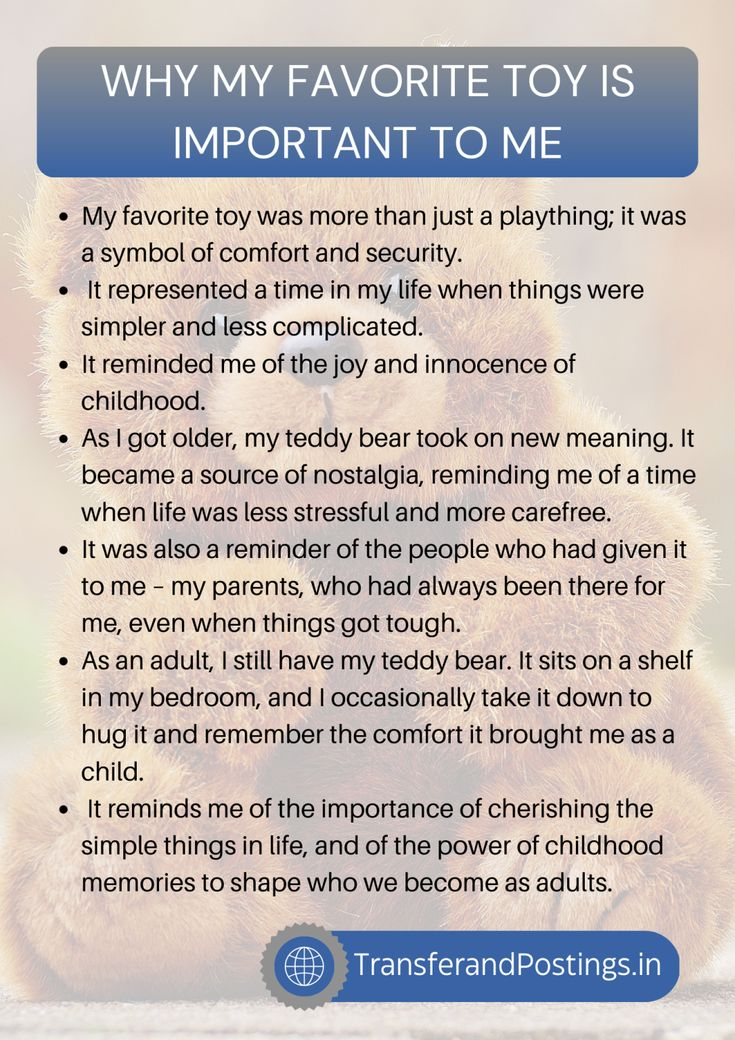 WHY MY FAVORITE TOY IS
IMPORTANT TO ME
• My favorite toy was more than just a plaything; it was
a symbol of comfort and security.
• It represented a time in my life when things were
simpler and less complicated.
• It reminded me of the joy and innocence of
childhood.
• As I got older, my teddy bear took on new meaning. It
became a source of nostalgia, reminding me of a time
when life was less stressful and more carefree.
• It was also a reminder of the people who had given it
to me – my parents, who had always been there for
me, even when things got tough.
• As an adult, I still have my teddy bear. It sits on a shelf
in my bedroom, and I occasionally take it down to
hug it and remember the comfort it brought me as a
child.
• It reminds me of the importance of cherishing the
simple things in life, and of the power of childhood
memories to shape who we become as adults.
TransferandPostings.in